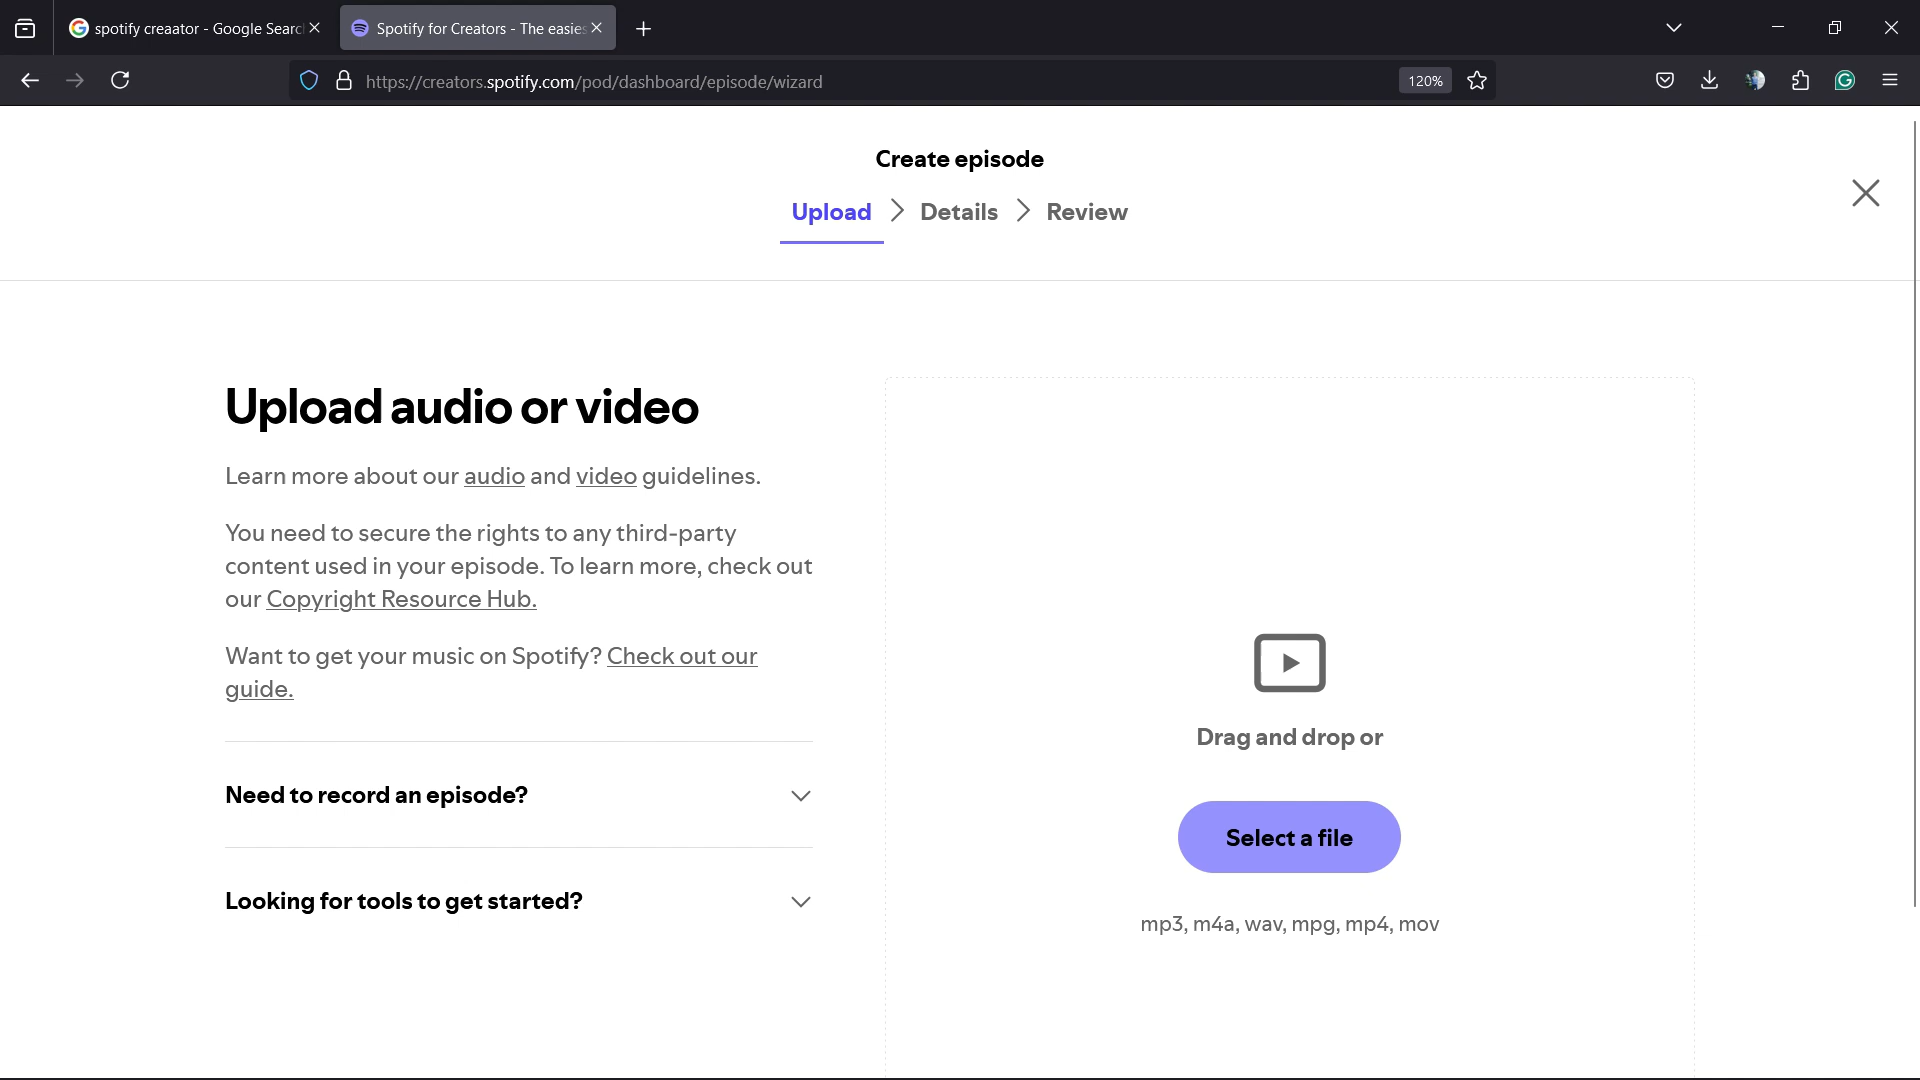 spotify creaator - Google Searc
Spotify for Creators - The easies
https://creators.spotify.com/pod/dashboard/episode/wizard
120%
Create episode
Upload
Details
Review
Upload audio or video
Learn more about our audio and video guidelines.
You need to secure the rights to any third-party
content used in your episode. To learn more, check out
our Copyright Resource Hub.
Want to get your music on Spotify? Check out our
guide.
Need to record an episode?
Looking for tools to get started?
Drag and drop or
Select a file
mp3, m4a, wav, mpg, mp4, mov